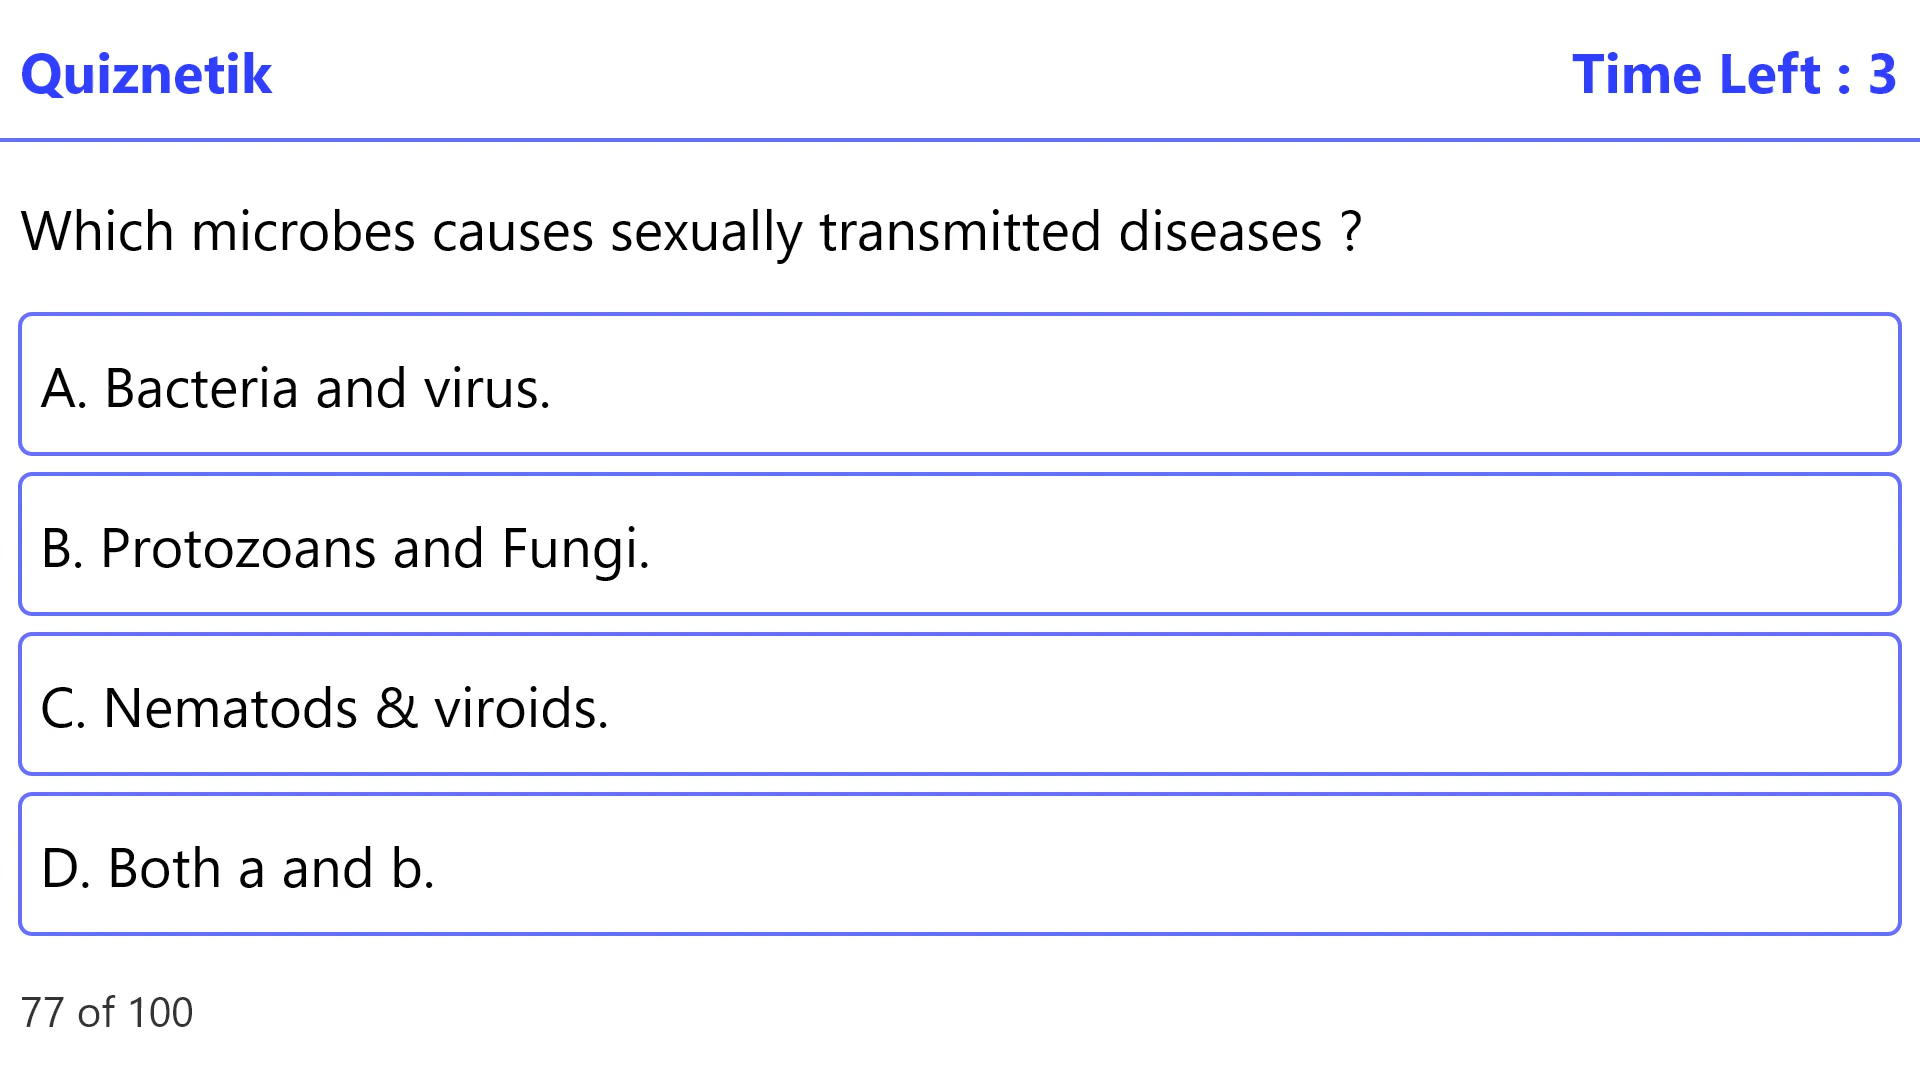 Quiznetik
Time Left : 3
Which microbes causes sexually transmitted diseases ?
A. Bacteria and virus.
B. Protozoans and Fungi.
C. Nematods & viroids.
D. Both a and b.
77 of 100